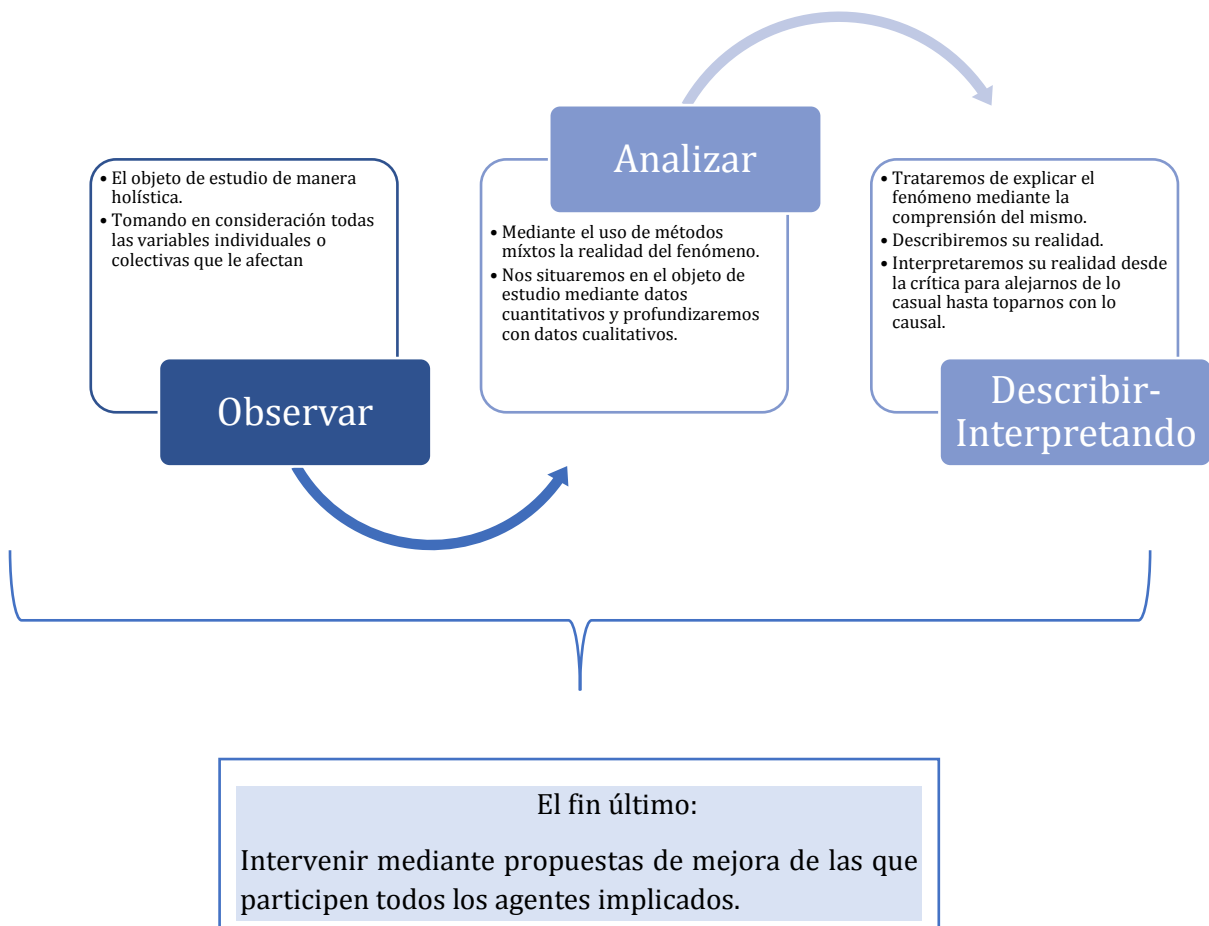 • El objeto de estudio de manera
holística.
• Tomando en consideración todas
las variables individuales o
colectivas que le afectan
Observar
Analizar
• Mediante el uso de métodos
míxtos la realidad del fenómeno.
• Nos situaremos en el objeto de
estudio mediante datos
cuantitativos y profundizaremos
con datos cualitativos.
• Trataremos de explicar el
fenómeno mediante la
comprensión del mismo.
• Describiremos su realidad.
• Interpretaremos su realidad desde
la crítica para alejarnos de lo
casual hasta toparnos con lo
causal.
Describir-
Interpretando
El fin último:
Intervenir mediante propuestas de mejora de las que
participen todos los agentes implicados.